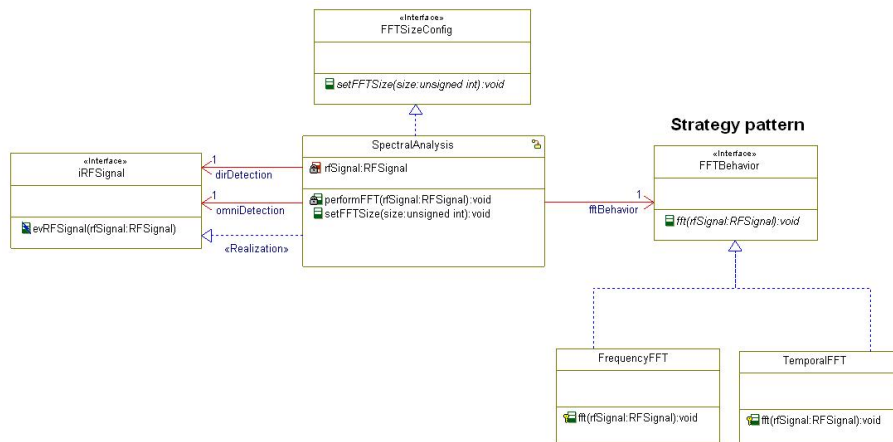 «Interface»
FFTSizeConfig
setFFTSize(size:unsigned int):void
Strategy pattern
SpectralAnalysis
rfSignal:RFSignal
performFFT(rfSignal:RFSignal):void
setFFTSize(size:unsigned int):void
«Interface»
iRFSignal
evRFSignal(rfSignal:RFSignal)
1
dirDetection
1
omniDetection
«Realization»
1
fftBehavior
«Interface»
FFTBehavior
fft(rfSignal:RFSignal):void
FrequencyFFT
fft(rfSignal:RFSignal):void
TemporalFFT
fft(rfSignal:RFSignal):void